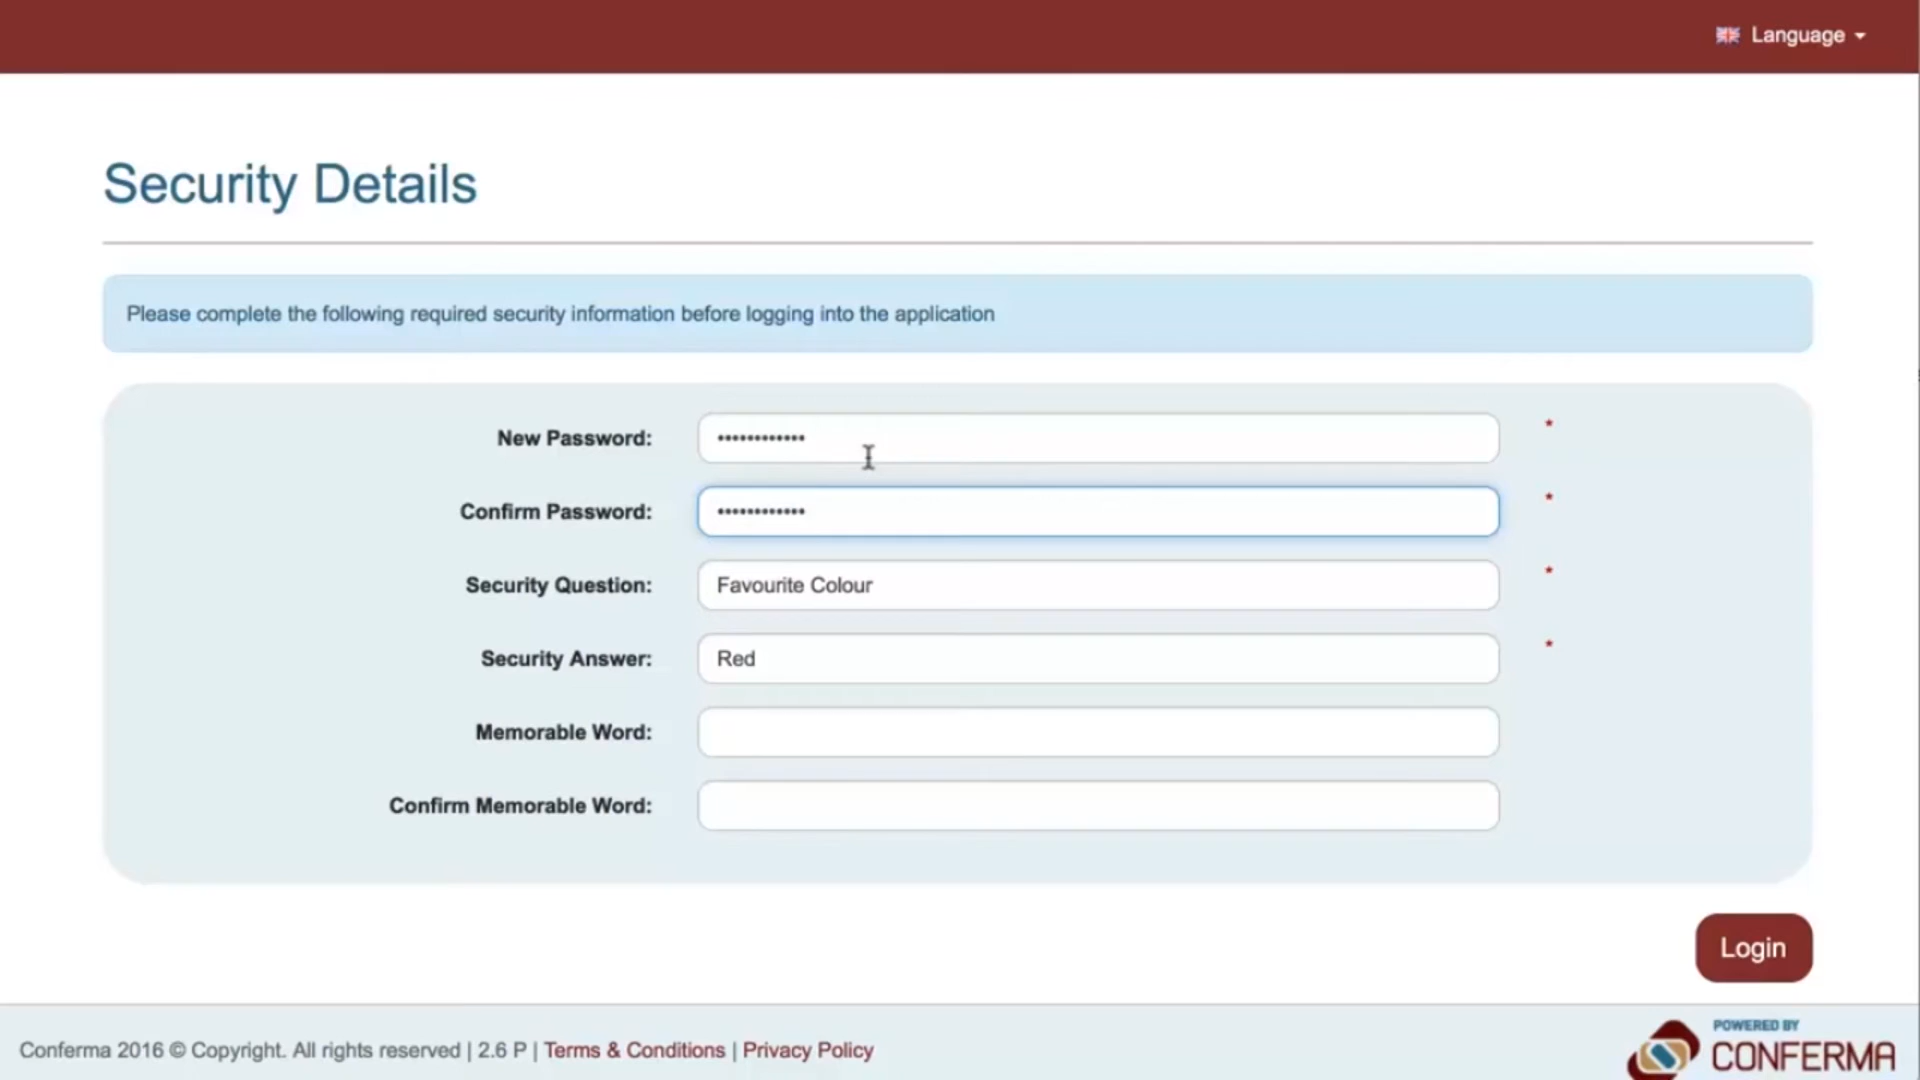 Language
Security Details
Please complete the following required security information before logging into the application
New Password: •••••••••••• *
Confirm Password: •••••••••••• *
Security Question: Favourite Colour *
Security Answer: Red *
Memorable Word:
Confirm Memorable Word:
Login
Conferma 2016 © Copyright. All rights reserved | 2.6 P | Terms & Conditions | Privacy Policy
POWERED BY
CONFERMA